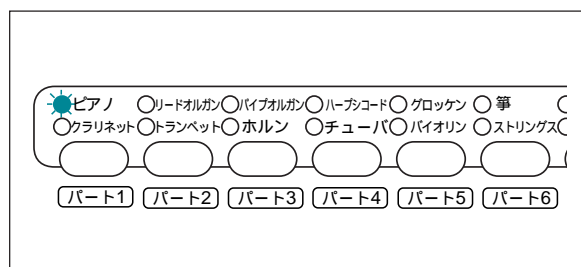 ピアノ リードオルガン パイプオルガン ハープシコード グロッケン 箏
クラリネット トランペット ホルン チューバ バイオリン ストリングス
パート1 パート2 パート3 パート4 パート5 パート6